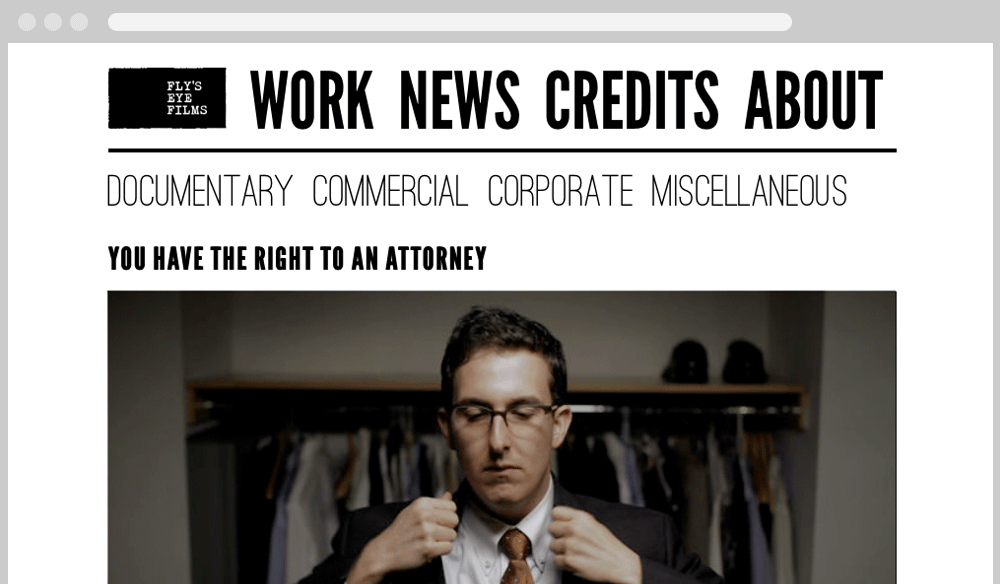 FLY'S
EYE
FILMS
WORK NEWS CREDITS ABOUT
DOCUMENTARY COMMERCIAL CORPORATE MISCELLANEOUS
YOU HAVE THE RIGHT TO AN ATTORNEY